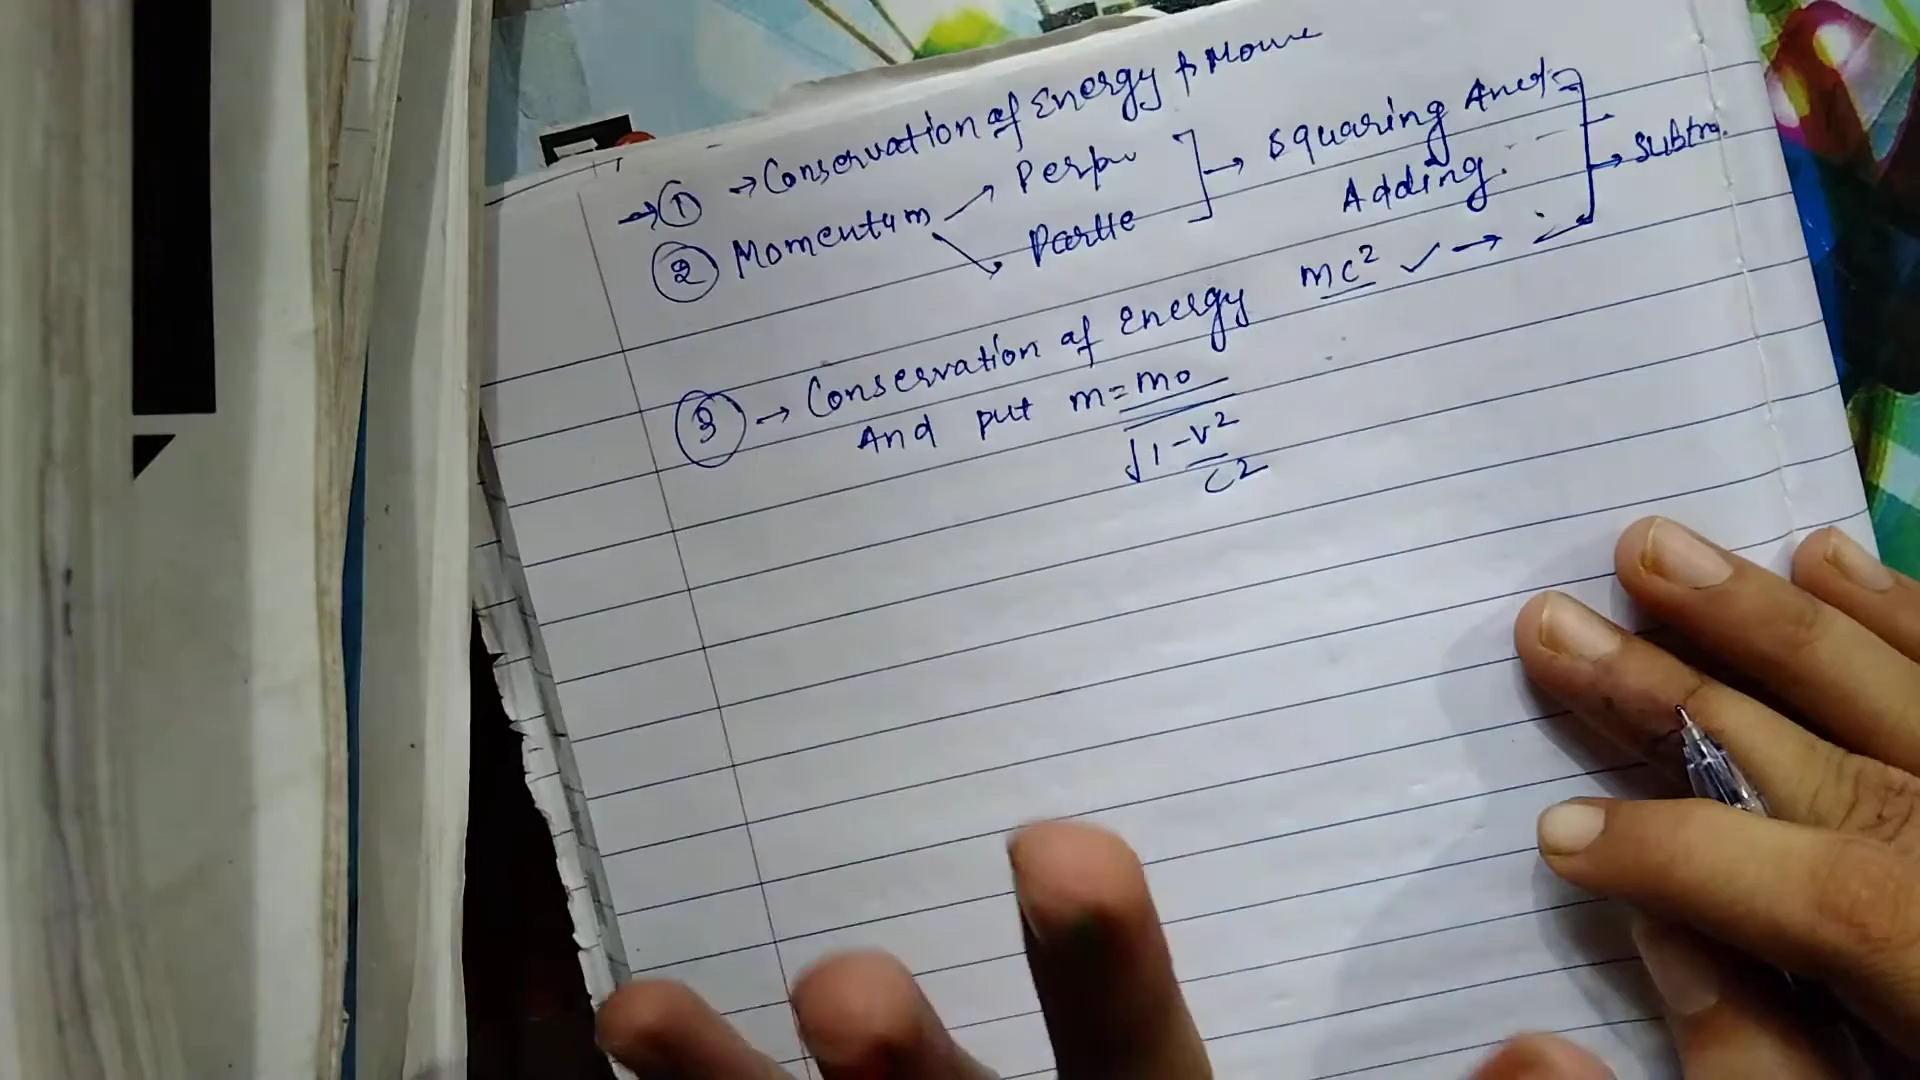 →① → Conservation of Energy & Mome
② Momentum → Perpu → Squaring And
Partle Adding. → Subtra.
③ → Conservation of Energy mc² ✓ →
And put m = m0
√1-v²
c²